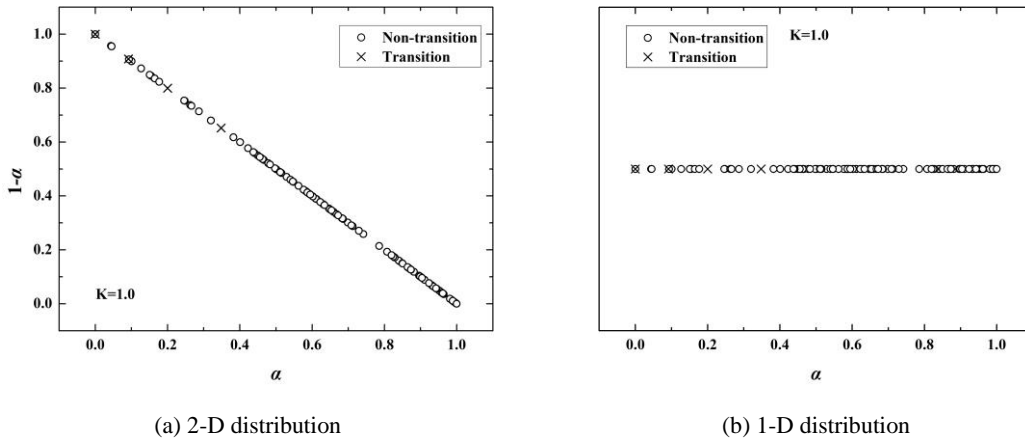 Non-transition
Transition
1.0
0.8
0.6
0.4
0.2
0.0
1-α
K=1.0
0.0 0.2 0.4 0.6 0.8 1.0
α
(a) 2-D distribution
Non-transition
Transition
K=1.0
0.0 0.2 0.4 0.6 0.8 1.0
α
(b) 1-D distribution